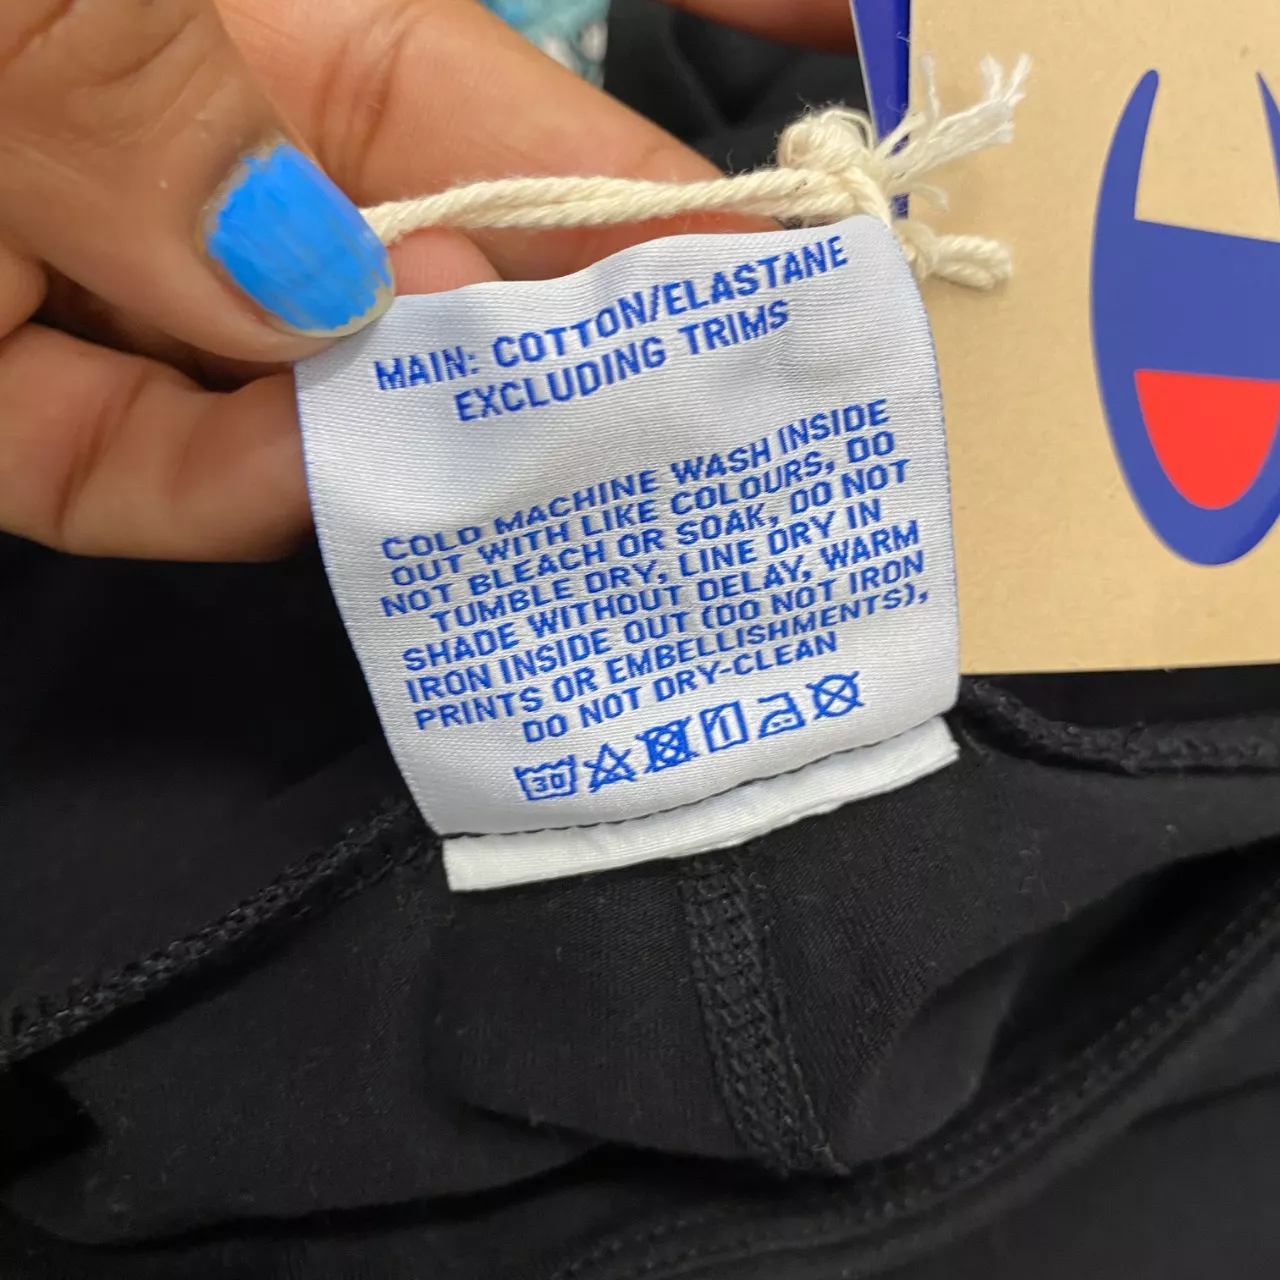 MAIN: COTTON/ELASTANE
EXCLUDING TRIMS
COLD MACHINE WASH INSIDE
OUT WITH LIKE COLOURS, DO
NOT BLEACH OR SOAK, DO NOT
TUMBLE DRY, LINE DRY IN
SHADE WITHOUT DELAY, WARM
IRON INSIDE OUT (DO NOT IRON
PRINTS OR EMBELLISHMENTS),
DO NOT DRY-CLEAN
30